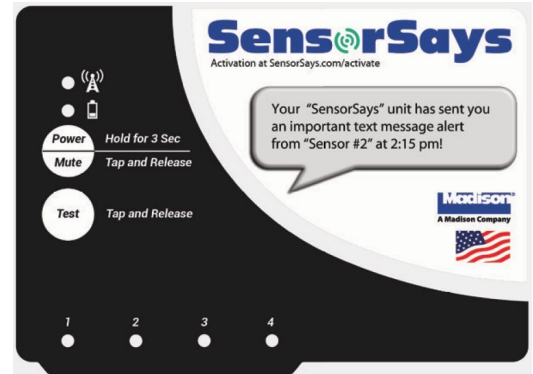 SensorSays
Activation at SensorSays.com/activate
Your "SensorSays" unit has sent you
an important text message alert
from "Sensor #2" at 2:15 pm!
Power
Hold for 3 Sec
Mute
Tap and Release
Test
Tap and Release
Madison®
A Madison Company
1 2 3 4